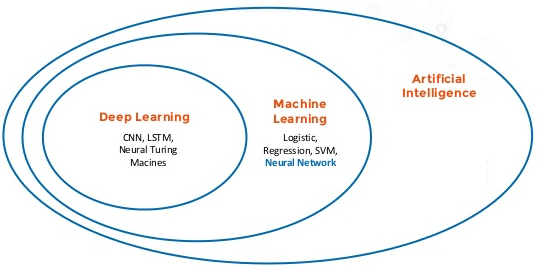 Deep Learning
CNN, LSTM,
Neural Turing
Macines
Machine
Learning
Logistic,
Regression, SVM,
Neural Network
Artificial
Intelligence